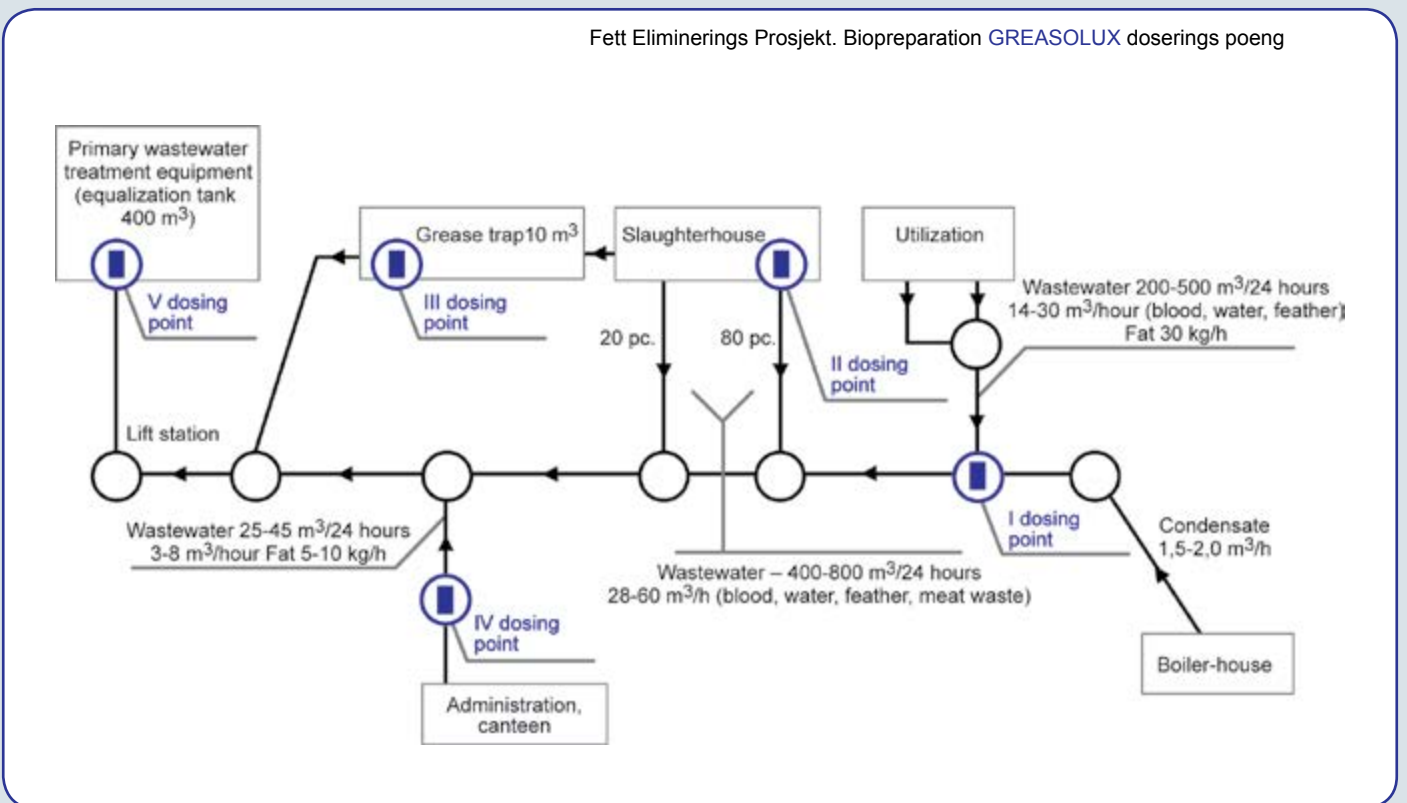 Fett Eliminerings Prosjekt. Biopreparation GREASOLUX doserings poeng
Primary wastewater
treatment equipment
(equalization tank
400 m³)
V dosing
point
Grease trap10 m³
III dosing
point
Slaughterhouse
20 pc.
80 pc.
II dosing
point
Utilization
Wastewater 200-500 m³/24 hours
14-30 m³/hour (blood, water, feather)
Fat 30 kg/h
Lift station
Wastewater 25-45 m³/24 hours
3-8 m³/hour Fat 5-10 kg/h
IV dosing
point
Administration,
canteen
Wastewater – 400-800 m³/24 hours
28-60 m³/h (blood, water, feather, meat waste)
I dosing
point
Condensate
1,5-2,0 m³/h
Boiler-house